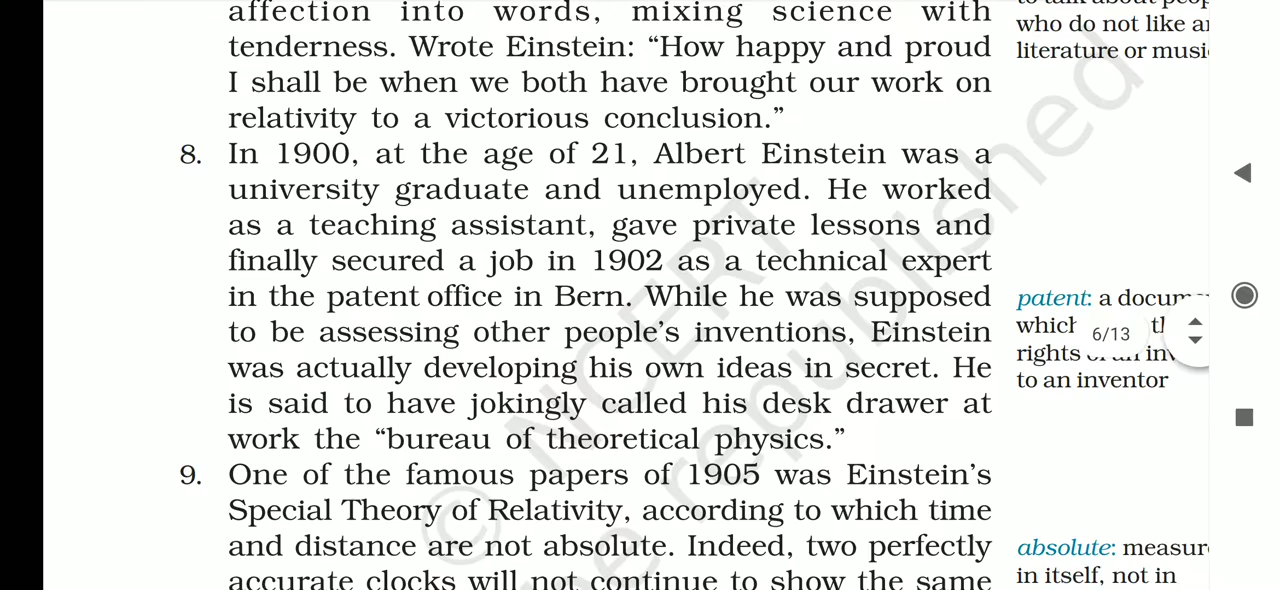 affection into words, mixing science with
tenderness. Wrote Einstein: “How happy and proud
I shall be when we both have brought our work on
relativity to a victorious conclusion.”
8. In 1900, at the age of 21, Albert Einstein was a
university graduate and unemployed. He worked
as a teaching assistant, gave private lessons and
finally secured a job in 1902 as a technical expert
in the patent office in Bern. While he was supposed
to be assessing other people’s inventions, Einstein
was actually developing his own ideas in secret. He
is said to have jokingly called his desk drawer at
work the “bureau of theoretical physics.”
9. One of the famous papers of 1905 was Einstein’s
Special Theory of Relativity, according to which time
and distance are not absolute. Indeed, two perfectly
accurate clocks will not continue to show the same
to talk about
who do not like
literature or
patent: a
6/13
rights
to an inventor
absolute:
in itself, not in
© NCERT
republished